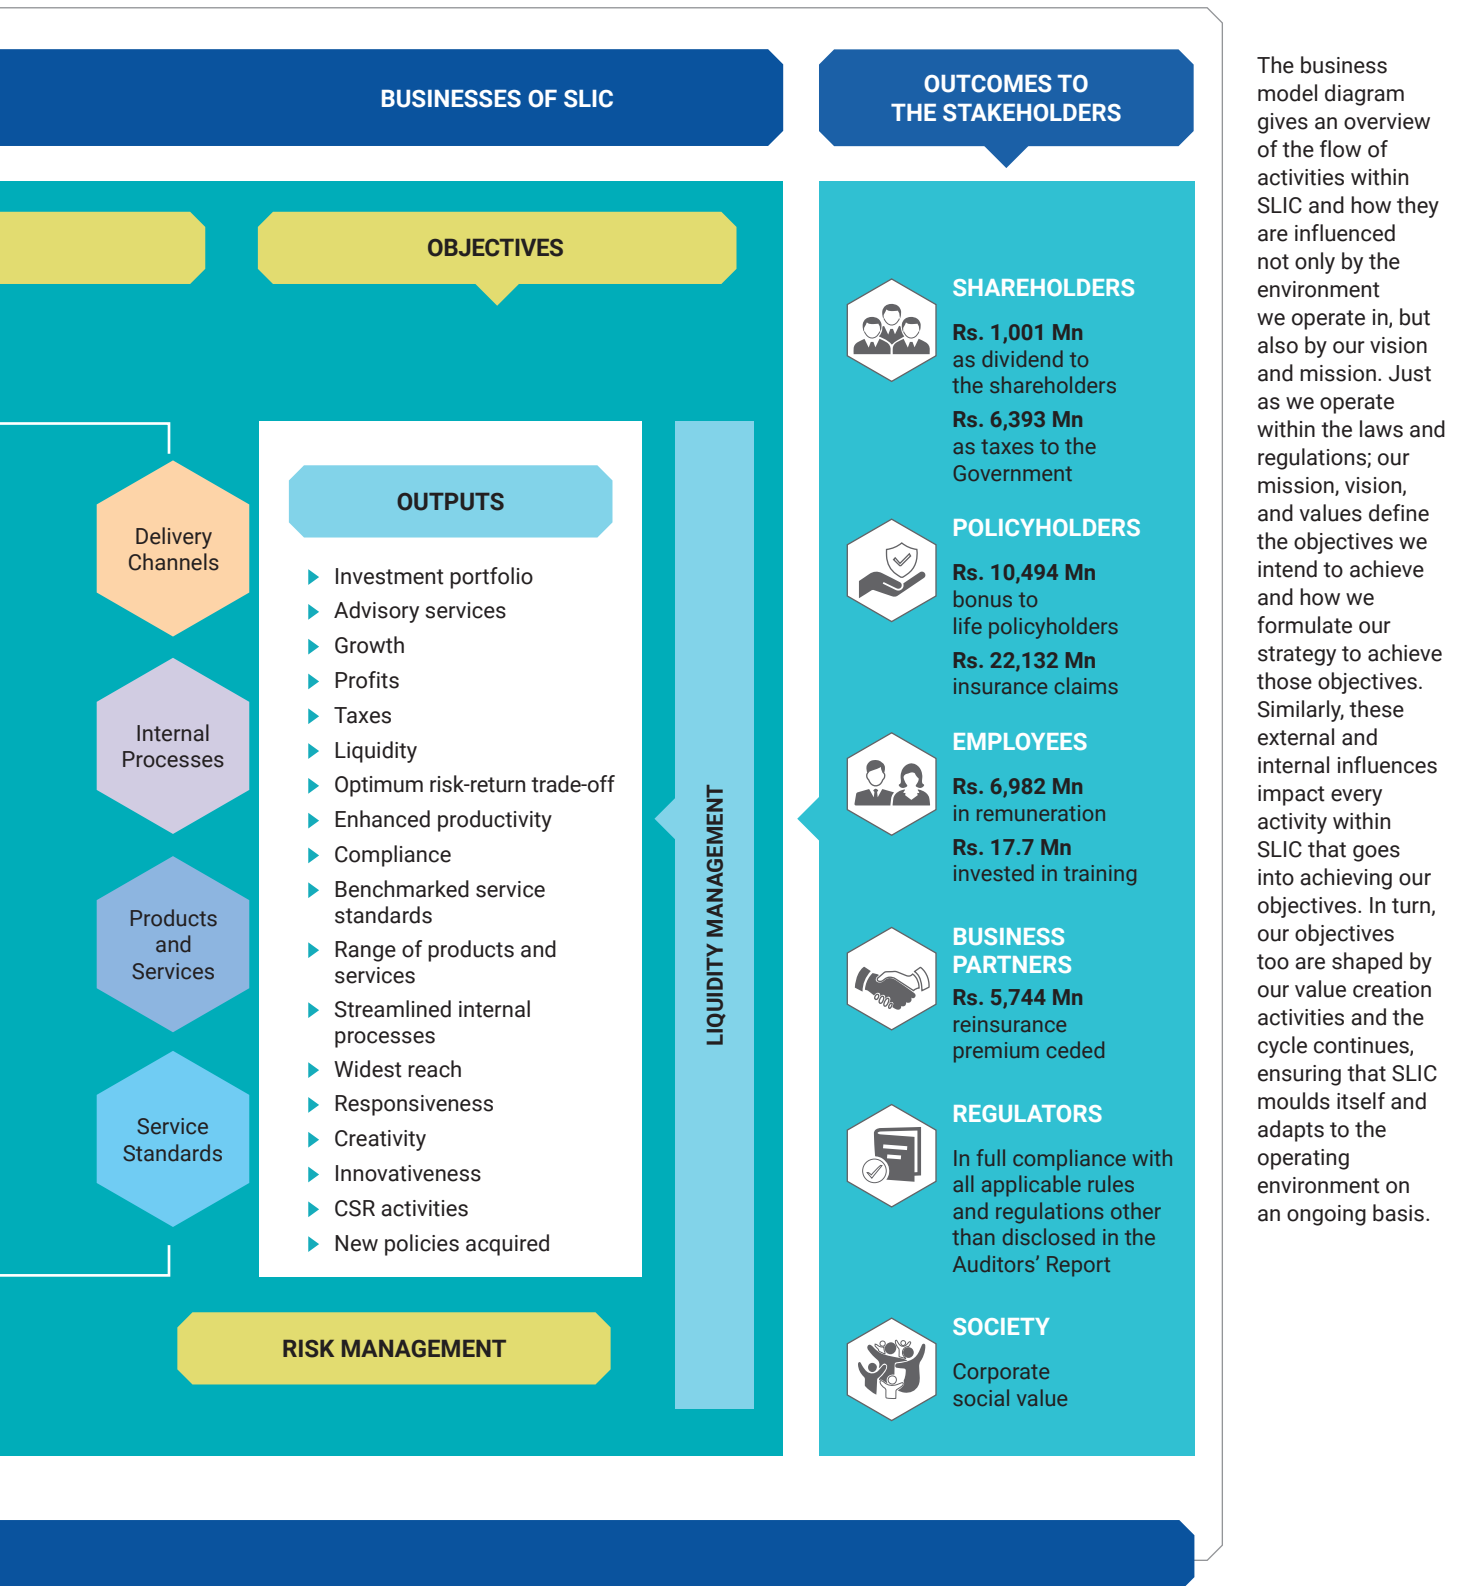 BUSINESSES OF SLIC
OBJECTIVES
Delivery
Channels
Internal
Processes
Products
and
Services
Service
Standards
OUTPUTS
Investment portfolio
Advisory services
Growth
Profits
Taxes
Liquidity
Optimum risk-return trade-off
Enhanced productivity
Compliance
Benchmarked service
standards
Range of products and
services
Streamlined internal
processes
Widest reach
Responsiveness
Creativity
Innovativeness
CSR activities
New policies acquired
RISK MANAGEMENT
LIQUIDITY MANAGEMENT
OUTCOMES TO
THE STAKEHOLDERS
SHAREHOLDERS
Rs. 1,001 Mn
as dividend to
the shareholders
Rs. 6,393 Mn
as taxes to the
Government
POLICYHOLDERS
Rs. 10,494 Mn
bonus to
life policyholders
Rs. 22,132 Mn
insurance claims
EMPLOYEES
Rs. 6,982 Mn
in remuneration
Rs. 17.7 Mn
invested in training
BUSINESS
PARTNERS
Rs. 5,744 Mn
reinsurance
premium ceded
REGULATORS
In full compliance with
all applicable rules
and regulations other
than disclosed in the
Auditors’ Report
SOCIETY
Corporate
social value
The business
model diagram
gives an overview
of the flow of
activities within
SLIC and how they
are influenced
not only by the
environment
we operate in, but
also by our vision
and mission. Just
as we operate
within the laws and
regulations; our
mission, vision,
and values define
the objectives we
intend to achieve
and how we
formulate our
strategy to achieve
those objectives.
Similarly, these
external and
internal influences
impact every
activity within
SLIC that goes
into achieving our
objectives. In turn,
our objectives
too are shaped by
our value creation
activities and the
cycle continues,
ensuring that SLIC
moulds itself and
adapts to the
operating
environment on
an ongoing basis.